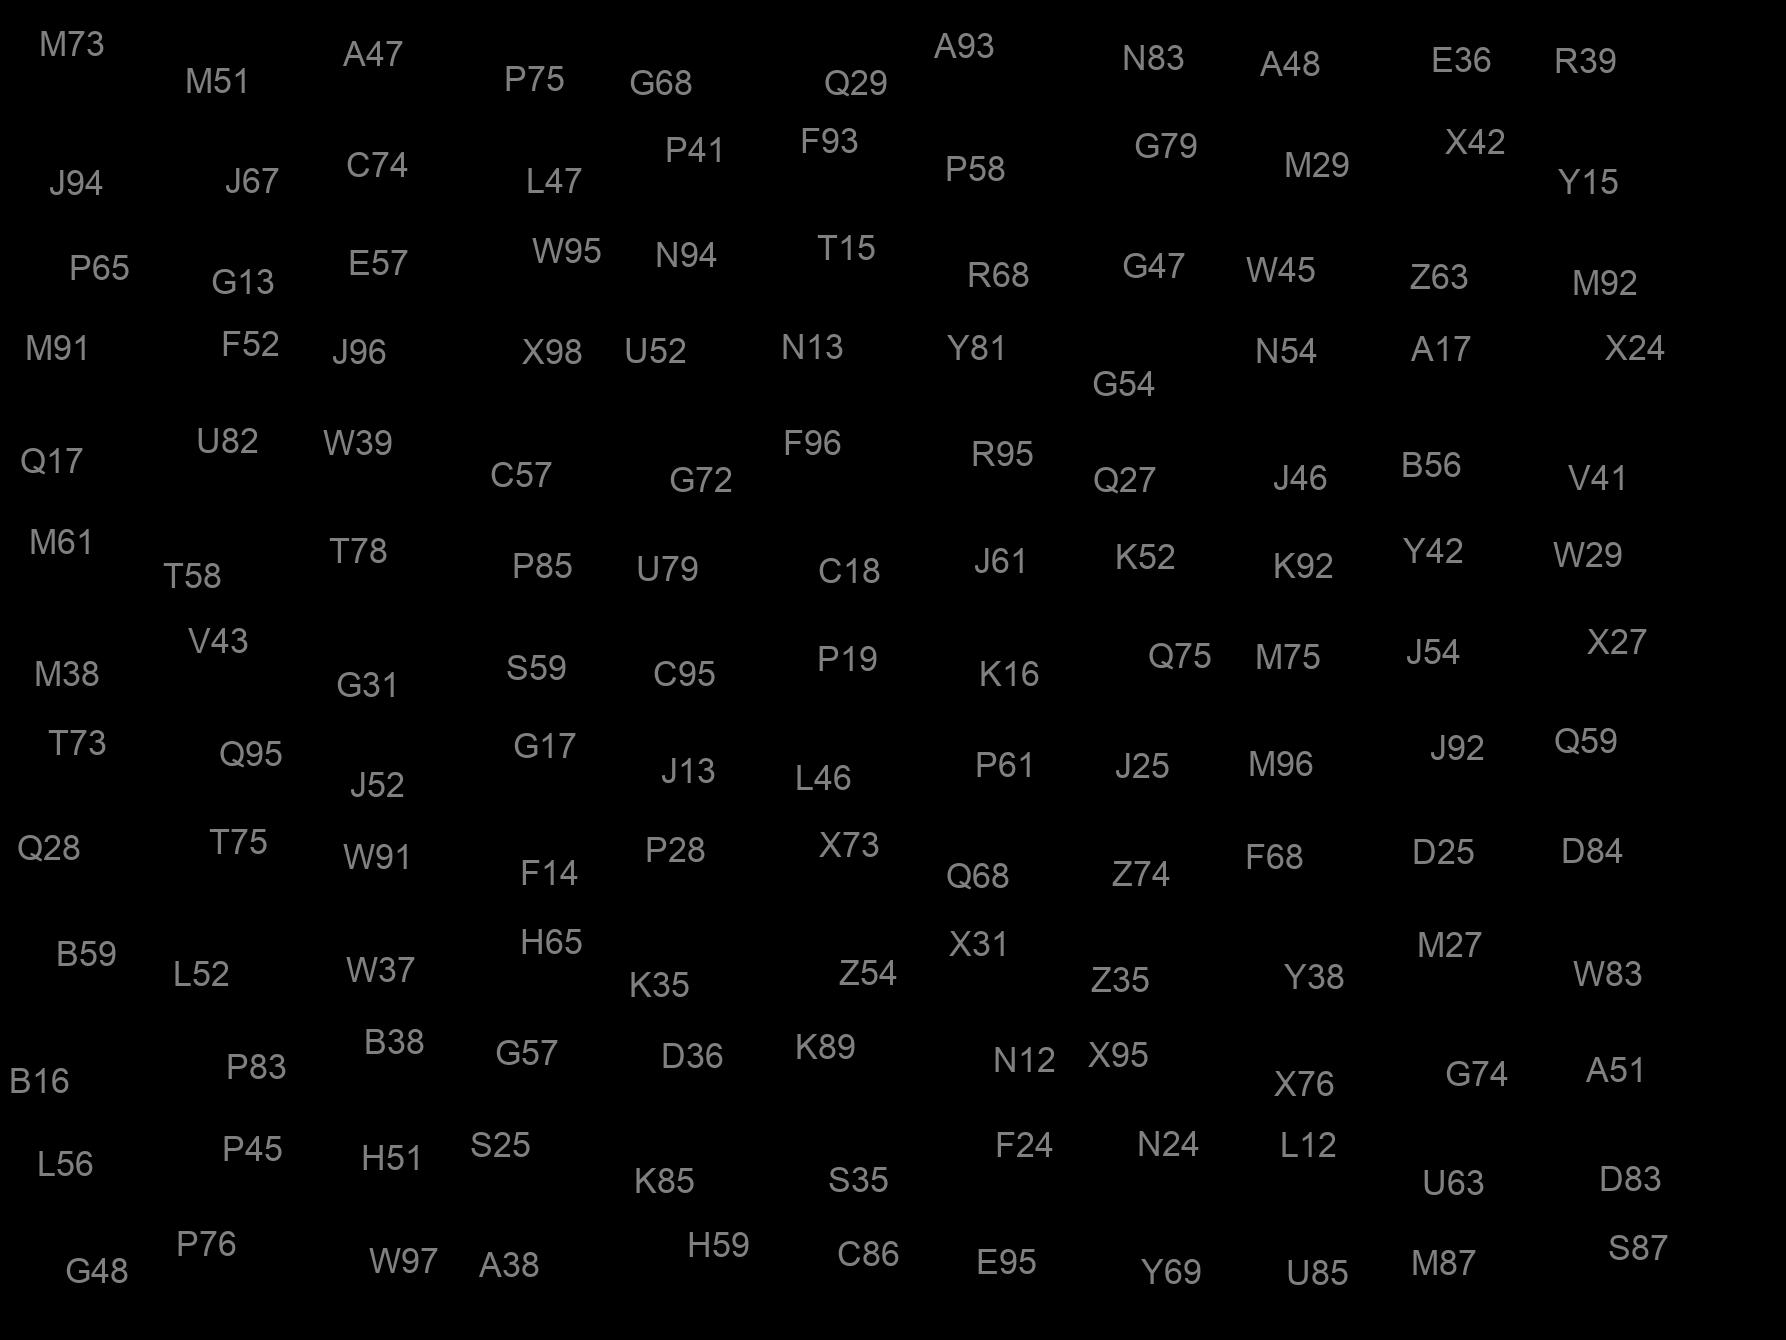 M73 M51 A47 P75 G68 Q29 A93 N83 A48 E36 R39
J94 J67 C74 L47 P41 F93 P58 G79 M29 X42 Y15
P65 G13 E57 W95 N94 T15 R68 G47 W45 Z63 M92
M91 F52 J96 X98 U52 N13 Y81 G54 N54 A17 X24
Q17 U82 W39 C57 G72 F96 R95 Q27 J46 B56 V41
M61 T58 T78 P85 U79 C18 J61 K52 K92 Y42 W29
M38 V43 G31 S59 C95 P19 K16 Q75 M75 J54 X27
T73 Q95 J52 G17 J13 L46 P61 J25 M96 J92 Q59
Q28 T75 W91 F14 P28 X73 Q68 Z74 F68 D25 D84
B59 L52 W37 H65 K35 Z54 X31 Z35 Y38 M27 W83
B16 P83 B38 G57 D36 K89 N12 X95 X76 G74 A51
L56 P45 H51 S25 K85 S35 F24 N24 L12 U63 D83
G48 P76 W97 A38 H59 C86 E95 Y69 U85 M87 S87